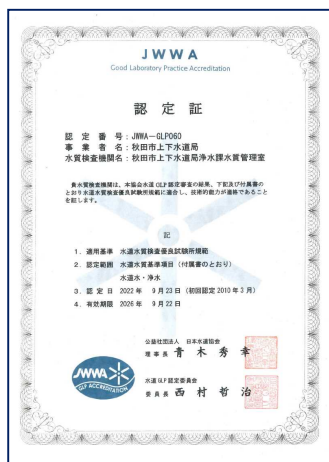 JWWA
Good Laboratory Practice Accreditation
認定証
認定番号：JWWA－GLP060
事業者名：秋田市上下水道局
水質検査機関名：秋田市上下水道局浄水課水質管理室
貴水質検査機関は、本協会水道GLP認定審査の結果、下記及び付属書の
とおり水道水質検査優良試験所規範に適合し、技術的能力が適格であること
を証します。
記
1．適用基準　水道水質検査優良試験所規範
2．認定範囲　水道水質基準項目（付属書のとおり）
水道水・浄水
3．認定日　2022年 9月23日（初回認定2010年3月）
4．有効期限　2026年 9月22日
公益社団法人　日本水道協会
理事長　青木秀幸
水道GLP認定委員会
委員長　西村哲治
JWWA
GLP ACCREDITATION